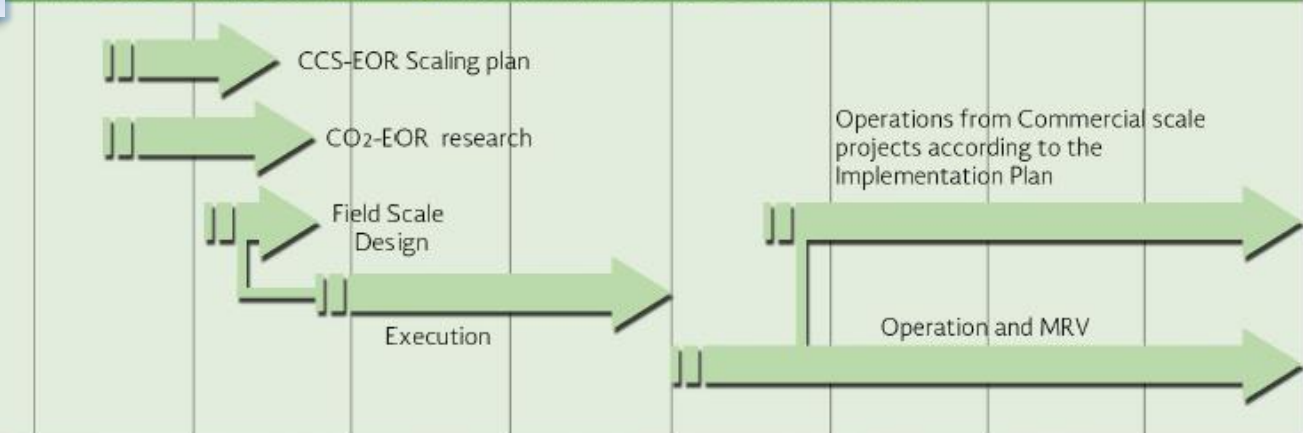 CCS-EOR Scaling plan
CO2-EOR research
Field Scale
Design
Execution
Operations from Commercial scale
projects according to the
Implementation Plan
Operation and MRV